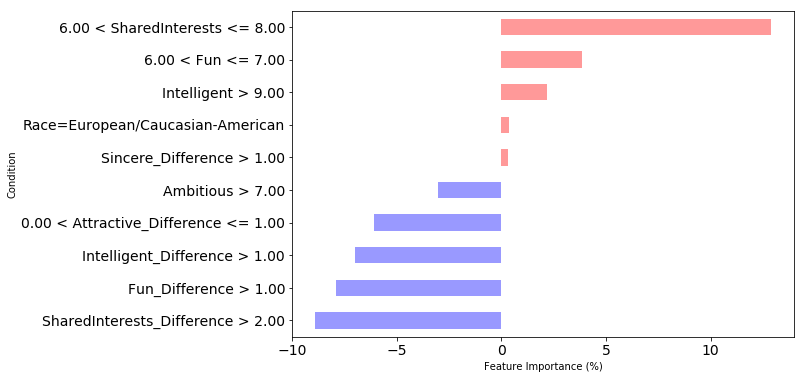 6.00 < SharedInterests <= 8.00
6.00 < Fun <= 7.00
Intelligent > 9.00
Race=European/Caucasian-American
Sincere_Difference > 1.00
Ambitious > 7.00
0.00 < Attractive_Difference <= 1.00
Intelligent_Difference > 1.00
Fun_Difference > 1.00
SharedInterests_Difference > 2.00
Condition
−10 −5 0 5 10
Feature Importance (%)